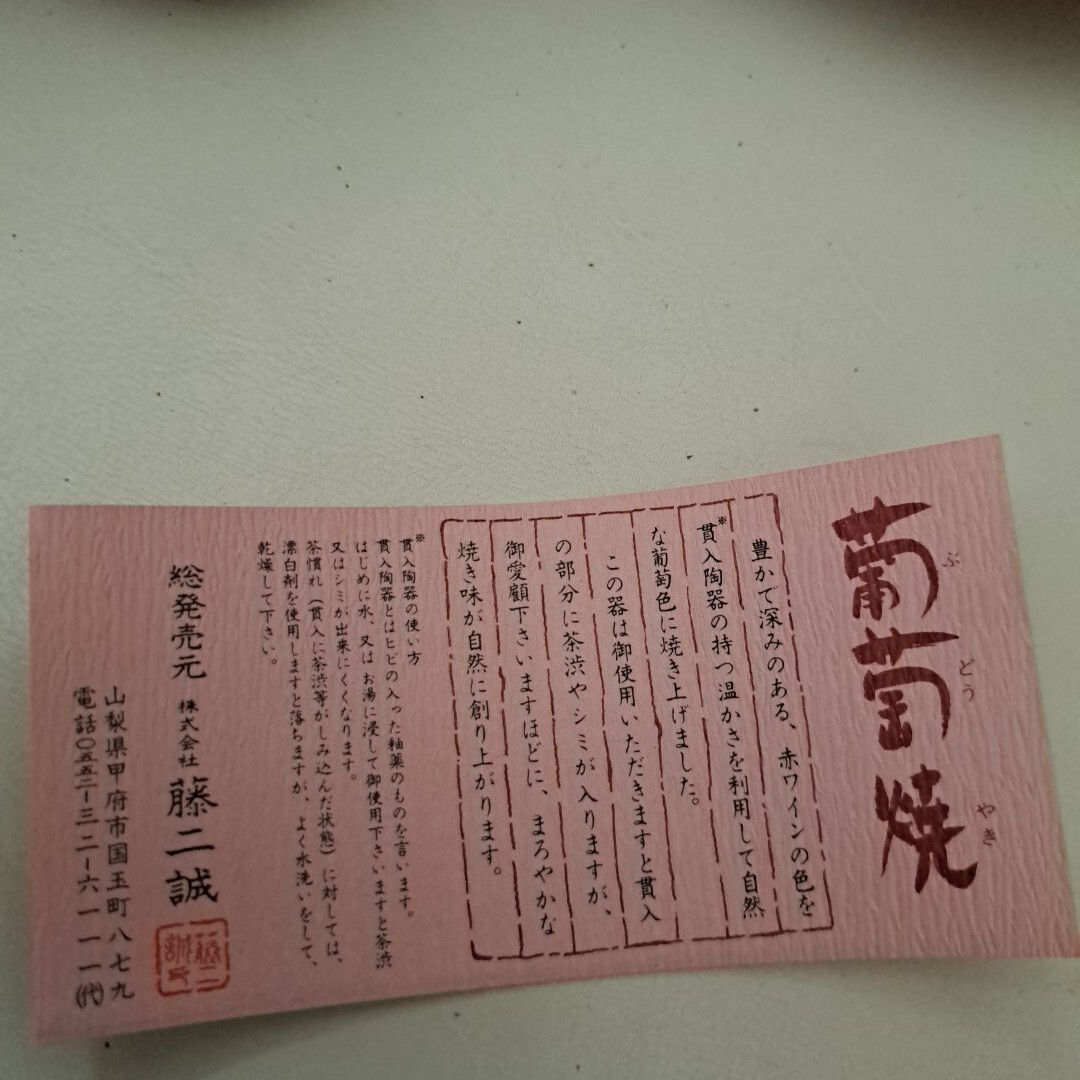 葡萄焼
ぶどうやき
豊かで深みのある、赤ワインの色を
※貫入陶器の持つ温かさを利用して自然
な葡萄色に焼き上げました。
この器は御使用いただきますと貫入
の部分に茶渋やシミが入りますが、
御愛顧下さいますほどに、まろやかな
焼き味が自然に創り上がります。
※貫入陶器の使い方
貫入陶器とはヒビの入った釉薬のものを言います。
はじめに水、又はお湯に浸して御使用下さいますと茶渋
又はシミが出来にくくなります。
茶慣れ(貫入に茶渋等がしみ込んだ状態)に対しては、
漂白剤を使用しますと落ちますが、よく水洗いをして、
乾燥して下さい。
総発売元 株式会社 藤二誠
山梨県甲府市国玉町八七九
電話〇五五二-三二-六一一一(代)